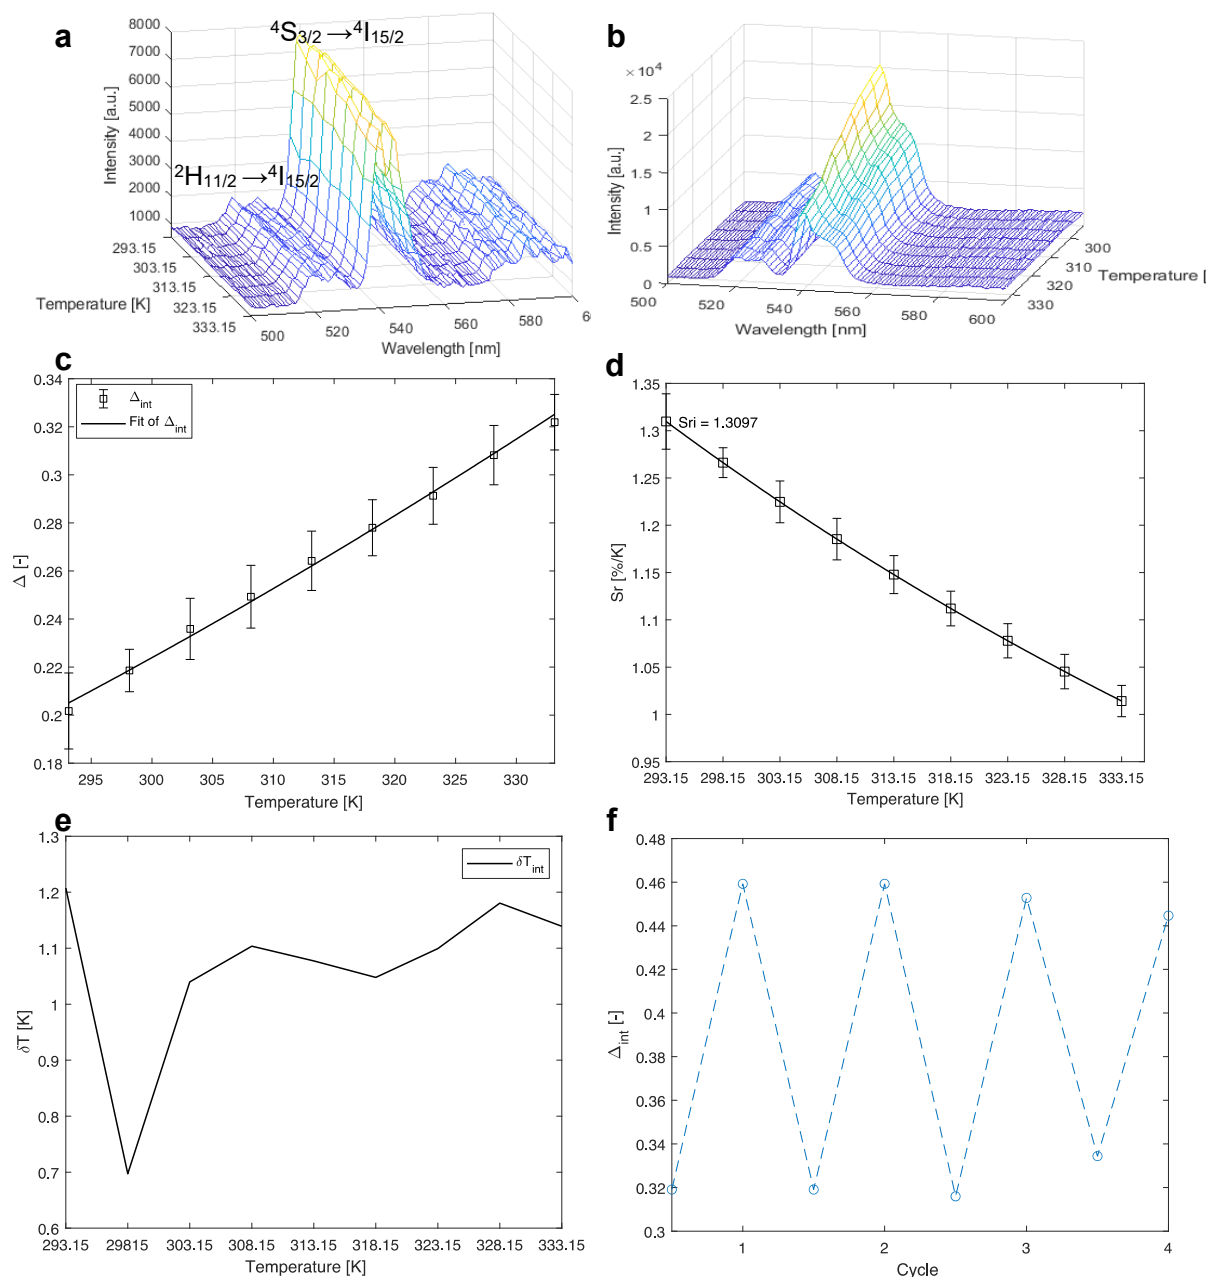 a
⁴S₃/₂→⁴I₁₅/₂
²H₁₁/₂→⁴I₁₅/₂
8000
7000
6000
5000
4000
3000
2000
1000
Intensity [a.u.]
293.15
303.15
313.15
323.15
333.15
Temperature [K]
500
520
540
560
580
6
Wavelength [nm]
b
×10⁴
2.5
2
1.5
1
0.5
0
Intensity [a.u.]
500
520
540
560
580
600
Wavelength [nm]
300
310
320
330
Temperature [
c
0.34
0.32
0.3
0.28
0.26
0.24
0.22
0.2
0.18
Δ [-]
Δint
Fit of Δint
295 300 305 310 315 320 325 330
Temperature [K]
d
1.35
1.3
1.25
1.2
1.15
1.1
1.05
1
0.95
Sr [%/K]
Sri = 1.3097
293.15 298.15 303.15 308.15 313.15 318.15 323.15 328.15 333.15
Temperature [K]
e
1.3
1.2
1.1
1
0.9
0.8
0.7
0.6
δT [K]
δTint
293.15 29815 303.15 308.15 313.15 318.15 323.15 328.15 333.15
Temperature [K]
f
0.48
0.46
0.44
0.42
0.4
0.38
0.36
0.34
0.32
0.3
Δint [-]
1 2 3 4
Cycle